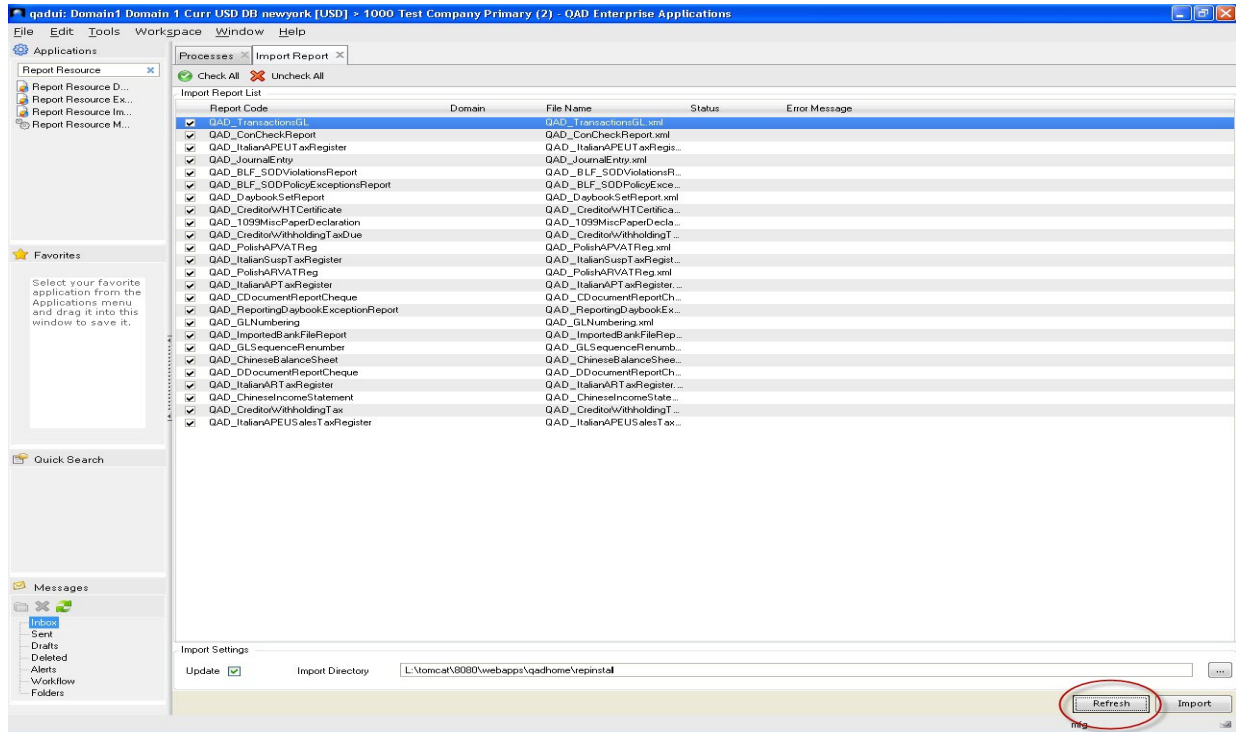 qadui: Domain1 Domain 1 Curr USD DB newyork [USD] > 1000 Test Company Primary (2) - QAD Enterprise Applications
File Edit Tools Workspace Window Help
Applications
Report Resource
Report Resource D...
Report Resource Ex...
Report Resource Im...
Report Resource M...
Favorites
Select your favorite
application from the
Applications menu
and drag it into this
window to save it.
Quick Search
Messages
Inbox
Sent
Drafts
Deleted
Alerts
Workflow
Folders
Processes Import Report
Check All Uncheck All
Import Report List
Report Code Domain File Name Status Error Message
QAD_TransactionsGL QAD_TransactionsGL.xml
QAD_ConCheckReport QAD_ConCheckReport.xml
QAD_ItalianAPEUTaxRegister QAD_ItalianAPEUTaxRegis...
QAD_JournalEntry QAD_JournalEntry.xml
QAD_BLF_SODViolationsReport QAD_BLF_SODViolationsR...
QAD_BLF_SODPolicyExceptionsReport QAD_BLF_SODPolicyExce...
QAD_DaybookSetReport QAD_DaybookSetReport.xml
QAD_CreditorWHTCertificate QAD_CreditorWHTCertifica...
QAD_1099MiscPaperDeclaration QAD_1099MiscPaperDecla...
QAD_CreditorWithholdingTaxDue QAD_CreditorWithholdingT...
QAD_PolishAPVATReg QAD_PolishAPVATReg.xml
QAD_ItalianSuspTaxRegister QAD_ItalianSuspTaxRegist...
QAD_PolishARVATReg QAD_PolishARVATReg.xml
QAD_ItalianAPTaxRegister QAD_ItalianAPTaxRegister....
QAD_CDocumentReportCheque QAD_CDocumentReportCh...
QAD_ReportingDaybookExceptionReport QAD_ReportingDaybookEx...
QAD_GLNumbering QAD_GLNumbering.xml
QAD_ImportedBankFileReport QAD_ImportedBankFileRep...
QAD_GLSequenceRenumber QAD_GLSequenceRenumb...
QAD_ChineseBalanceSheet QAD_ChineseBalanceShee...
QAD_DDocumentReportCheque QAD_DDocumentReportCh...
QAD_ItalianARTaxRegister QAD_ItalianARTaxRegister....
QAD_ChineseIncomeStatement QAD_ChineseIncomeState...
QAD_CreditorWithholdingTax QAD_CreditorWithholdingT...
QAD_ItalianAPEUSalesTaxRegister QAD_ItalianAPEUSalesTax...
Import Settings
Update Import Directory L:\tomcat\8080\webapps\qadhome\repinstall ...
Refresh Import
mfg